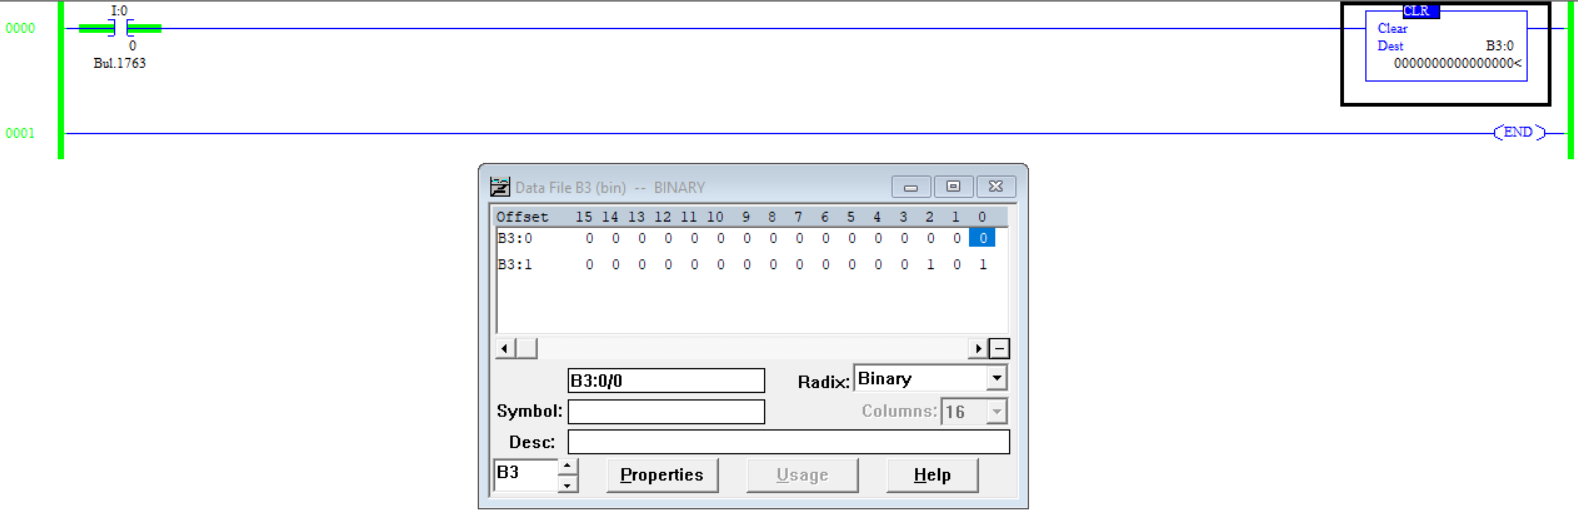 I:0
CLR
0000
Clear
0
Dest B3:0
Bul.1763
0000000000000000<
0001
END
Data File B3 (bin) -- BINARY
Offset 15 14 13 12 11 10 9 8 7 6 5 4 3 2 1 0
B3:0 0 0 0 0 0 0 0 0 0 0 0 0 0 0 0 0
B3:1 0 0 0 0 0 0 0 0 0 0 0 0 0 1 0 1
B3:0/0
Radix: Binary
Symbol:
Columns: 16
Desc:
B3
Properties
Usage
Help